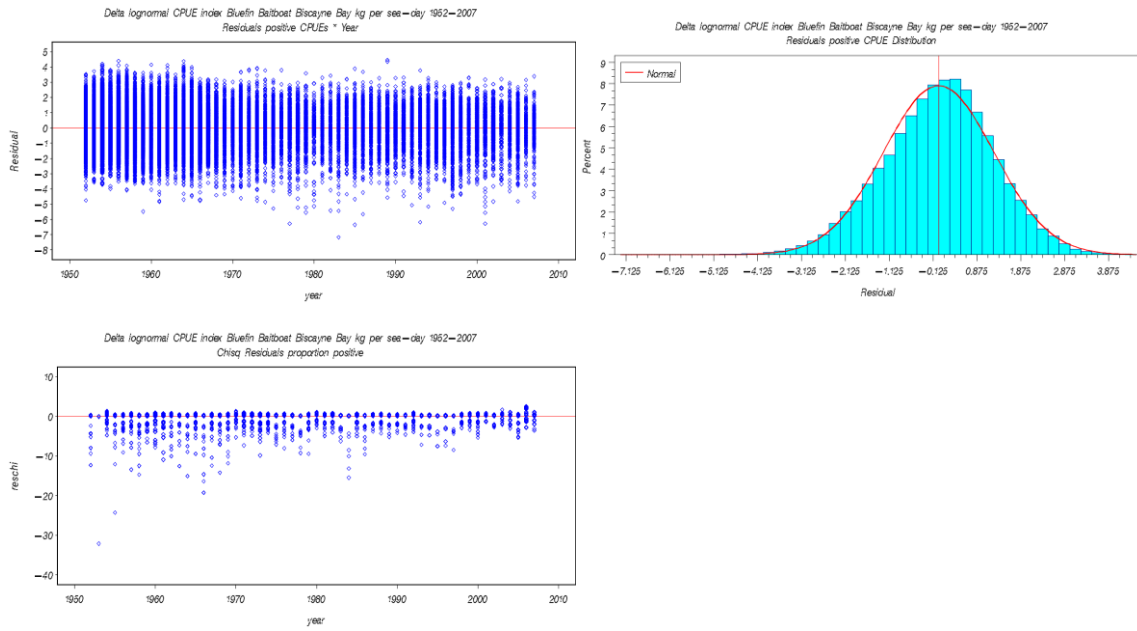 Delta lognormal CPUE index Bluefin Baitboat Biscayne Bay kg per sea—day 1952—2007
Residuals positive CPUEs * Year
Residual
5
4
3
2
1
0
—1
—2
—3
—4
—5
—6
—7
—8
1950 1960 1970 1980 1990 2000 2010
year
Delta lognormal CPUE index Bluefin Baitboat Biscayne Bay kg per sea—day 1952—2007
Residuals positive CPUE Distribution
Normal
Percent
9
8
7
6
5
4
3
2
1
0
—7.125 —6.125 —5.125 —4.125 —3.125 —2.125 —1.125 —0.125 0.875 1.875 2.875 3.875
Residual
Delta lognormal CPUE index Bluefin Baitboat Biscayne Bay kg per sea—day 1952—2007
Chisq Residuals proportion positive
reschi
10
0
—10
—20
—30
—40
1950 1960 1970 1980 1990 2000 2010
year